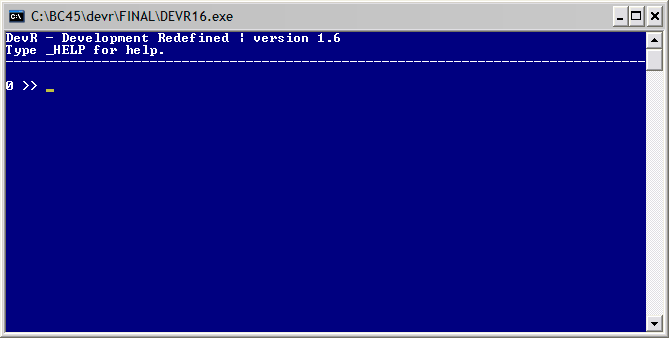 C:\BC45\devr\FINAL\DEVR16.exe
DevR - Development Redefined | version 1.6
Type _HELP for help.
0 >> _